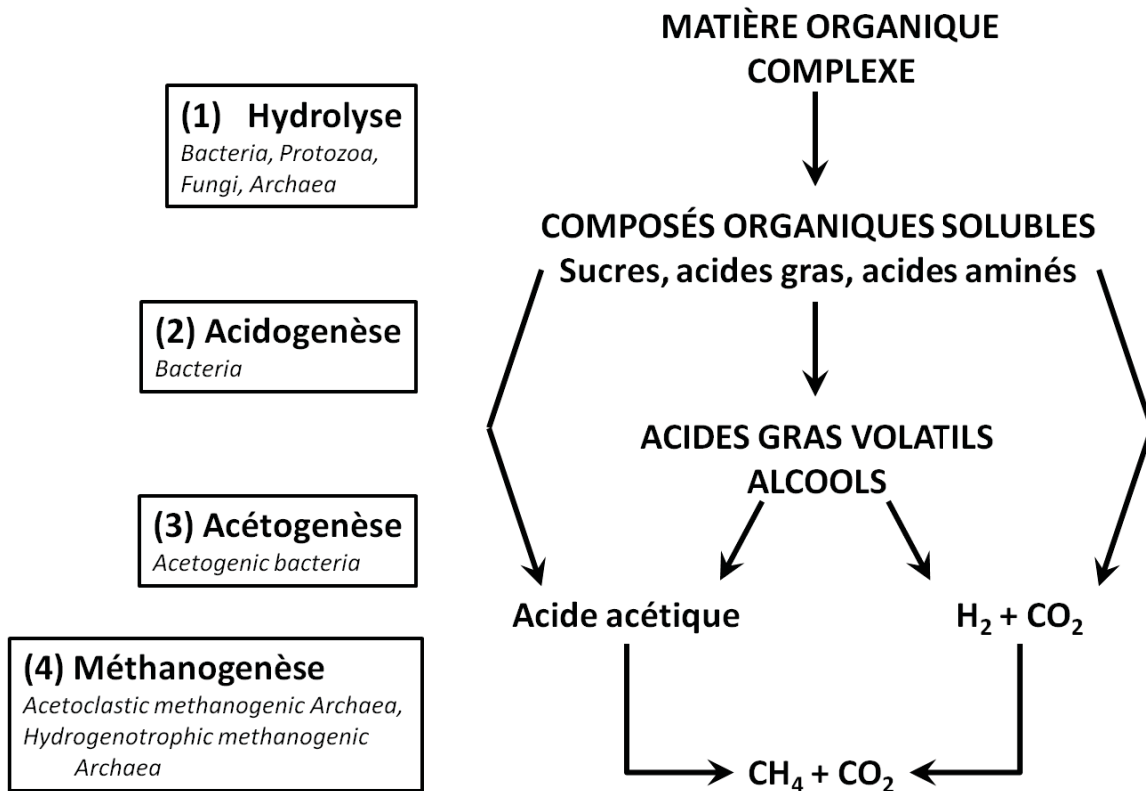 MATIÈRE ORGANIQUE
COMPLEXE
(1) Hydrolyse
Bacteria, Protozoa,
Fungi, Archaea
COMPOSÉS ORGANIQUES SOLUBLES
Sucres, acides gras, acides aminés
(2) Acidogenèse
Bacteria
ACIDES GRAS VOLATILS
ALCOOLS
(3) Acétogenèse
Acetogenic bacteria
Acide acétique
H₂ + CO₂
(4) Méthanogenèse
Acetoclastic methanogenic Archaea,
Hydrogenotrophic methanogenic
Archaea
CH₄ + CO₂